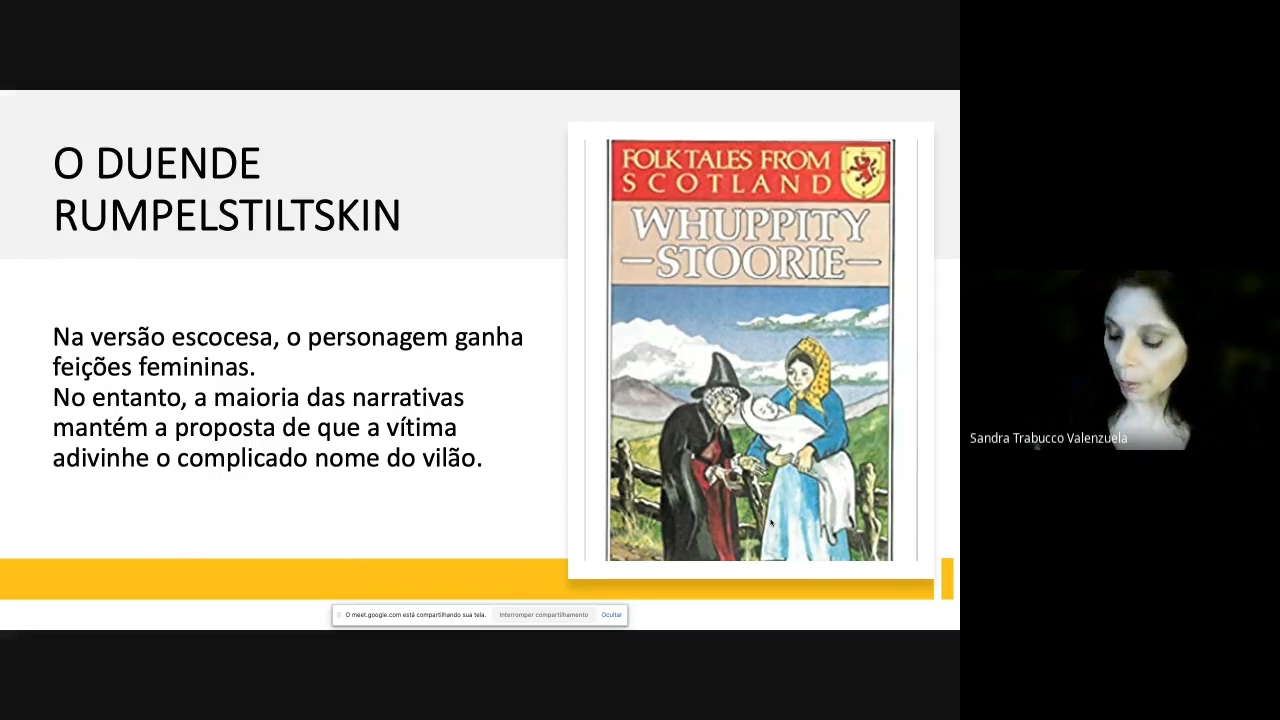 O DUENDE
RUMPELSTILTSKIN
Na versão escocesa, o personagem ganha
feições femininas.
No entanto, a maioria das narrativas
mantém a proposta de que a vítima
adivinhe o complicado nome do vilão.
FOLK TALES FROM
SCOTLAND
WHUPPITY
—STOORIE—
Sandra Trabucco Valenzuela
O meet.google.com está compartilhando sua tela. Interromper compartilhamento Ocultar